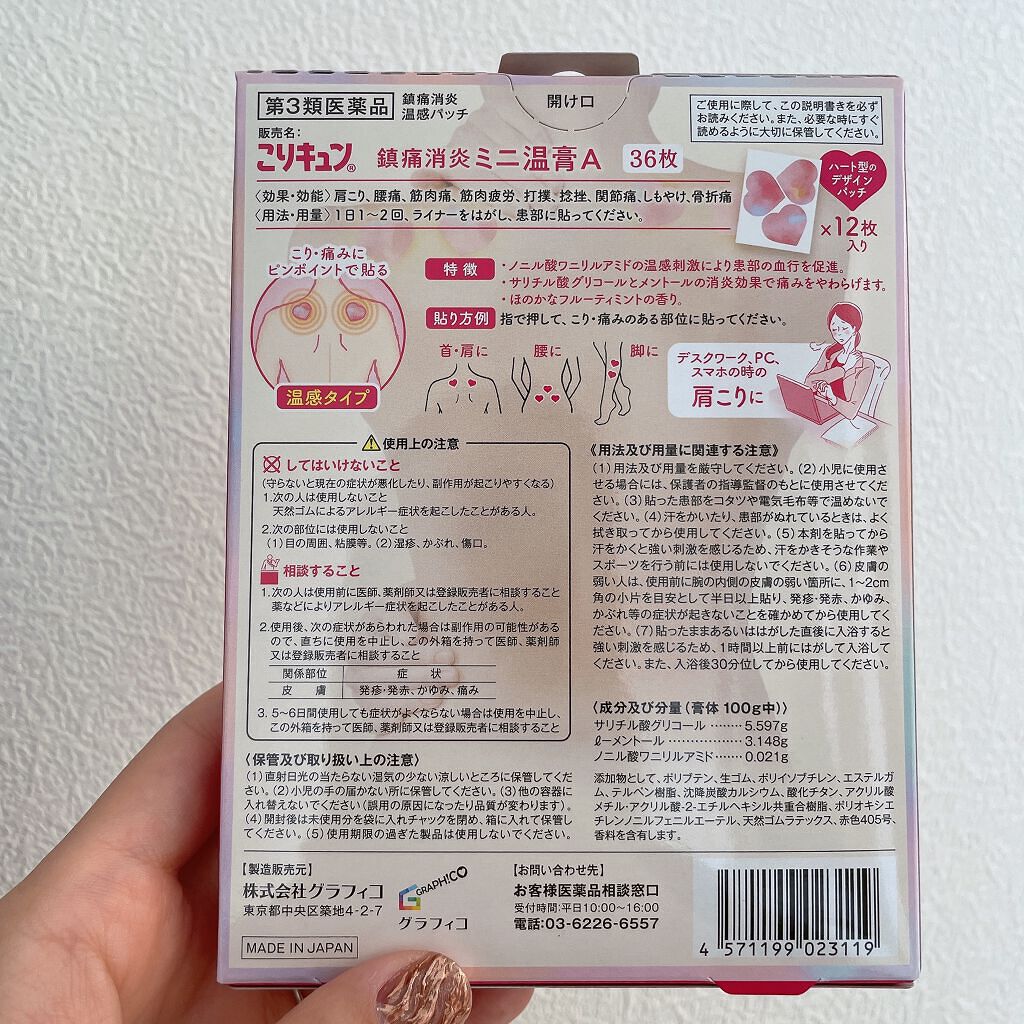 第3類医薬品
鎮痛消炎
温感パッチ
開け口
ご使用に際して、この説明書きを必ず
お読みください。また、必要な時にすぐ
読めるように大切に保管してください。
販売名:
こりキュン® 鎮痛消炎ミニ温膏A 36枚
ハート型の
デザイン
パッチ
×12枚
入り
〈効果・効能〉肩こり、腰痛、筋肉痛、筋肉疲労、打撲、捻挫、関節痛、しもやけ、骨折痛
〈用法・用量〉1日1〜2回、ライナーをはがし、患部に貼ってください。
こり・痛みに
ピンポイントで貼る
温感タイプ
特徴
・ノニル酸ワニリルアミドの温感刺激により患部の血行を促進。
・サリチル酸グリコールとメントールの消炎効果で痛みをやわらげます。
・ほのかなフルーティミントの香り。
貼り方例 指で押して、こり・痛みのある部位に貼ってください。
首・肩に 腰に 脚に
デスクワーク、PC、
スマホの時の
肩こりに
使用上の注意
してはいけないこと
(守らないと現在の症状が悪化したり、副作用が起こりやすくなる)
1.次の人は使用しないこと
天然ゴムによるアレルギー症状を起こしたことがある人。
2.次の部位には使用しないこと
(1)目の周囲、粘膜等。(2)湿疹、かぶれ、傷口。
相談すること
1.次の人は使用前に医師、薬剤師又は登録販売者に相談すること
薬などによりアレルギー症状を起こしたことがある人。
2.使用後、次の症状があらわれた場合は副作用の可能性がある
ので、直ちに使用を中止し、この外箱を持って医師、薬剤師
又は登録販売者に相談すること
関係部位 症状
皮膚 発疹・発赤、かゆみ、痛み
3. 5〜6日間使用しても症状がよくならない場合は使用を中止し、
この外箱を持って医師、薬剤師又は登録販売者に相談すること
〈保管及び取り扱い上の注意〉
(1)直射日光の当たらない湿気の少ない涼しいところに保管してくだ
さい。(2)小児の手の届かない所に保管してください。(3)他の容器に
入れ替えないでください(誤用の原因になったり品質が変わります)。
(4)開封後は未使用分を袋に入れチャックを閉め、箱に入れて保管し
てください。(5)使用期限の過ぎた製品は使用しないでください。
《用法及び用量に関連する注意》
(1)用法及び用量を厳守してください。(2)小児に使用さ
せる場合には、保護者の指導監督のもとに使用させてくだ
さい。(3)貼った患部をコタツや電気毛布等で温めないで
ください。(4)汗をかいたり、患部がぬれているときは、よく
拭き取ってから使用してください。(5)本剤を貼ってから
汗をかくと強い刺激を感じるため、汗をかきそうな作業や
スポーツを行う前には使用しないでください。(6)皮膚の
弱い人は、使用前に腕の内側の皮膚の弱い箇所に、1〜2cm
角の小片を目安として半日以上貼り、発疹・発赤、かゆみ、
かぶれ等の症状が起きないことを確かめてから使用してく
ださい。(7)貼ったままあるいははがした直後に入浴すると
強い刺激を感じるため、1時間以上前にはがして入浴して
ください。また、入浴後30分位してから使用してください。
〈成分及び分量(膏体 100g中)〉
サリチル酸グリコール ········ 5.597g
ℓーメントール ·················· 3.148g
ノニル酸ワニリルアミド ······ 0.021g
添加物として、ポリブテン、生ゴム、ポリイソブチレン、エステルガ
ム、テルペン樹脂、沈降炭酸カルシウム、酸化チタン、アクリル酸
メチル・アクリル酸-2-エチルヘキシル共重合樹脂、ポリオキシエ
チレンノニルフェニルエーテル、天然ゴムラテックス、赤色405号、
香料を含有します。
【製造販売元】
株式会社グラフィコ
東京都中央区築地4-2-7
GRAPH!CO
グラフィコ
MADE IN JAPAN
【お問い合わせ先】
お客様医薬品相談窓口
受付時間:平日10:00〜16:00
電話:03-6226-6557
4 571199 023119